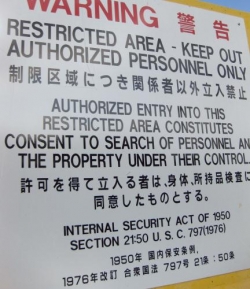 WARNING 警告
RESTRICTED AREA - KEEP OUT
AUTHORIZED PERSONNEL ONLY
制限区域につき関係者以外立入禁止
AUTHORIZED ENTRY INTO THIS
RESTRICTED AREA CONSTITUTES
CONSENT TO SEARCH OF PERSONNEL AND
THE PROPERTY UNDER THEIR CONTROL.
許可を得て立入る者は、身体、所持品検査に
同意したものとする。
INTERNAL SECURITY ACT OF 1950
SECTION 21:50 U. S. C. 797(1976)
1950年 国内保安条例,
1976年改訂 合衆国法 797号 21条:50条